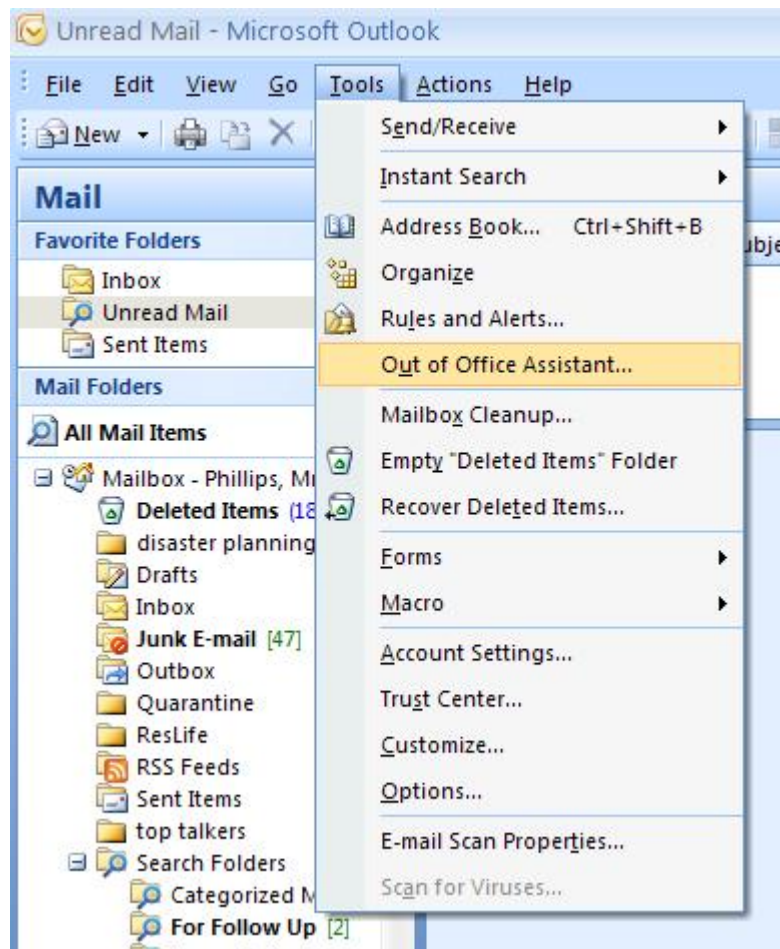 Unread Mail - Microsoft Outlook
File Edit View Go Tools Actions Help
New
Send/Receive
Instant Search
Mail
Address Book... Ctrl+Shift+B
Favorite Folders
Organize
Inbox
Unread Mail
Rules and Alerts...
Sent Items
Out of Office Assistant...
Mail Folders
Mailbox Cleanup...
All Mail Items
Empty "Deleted Items" Folder
Mailbox - Phillips,
Deleted Items (18
Recover Deleted Items...
disaster planning
Forms
Drafts
Inbox
Macro
Junk E-mail [47]
Account Settings...
Outbox
Quarantine
Trust Center...
ResLife
Customize...
RSS Feeds
Options...
Sent Items
top talkers
E-mail Scan Properties...
Search Folders
Scan for Viruses...
Categorized
For Follow Up [2]